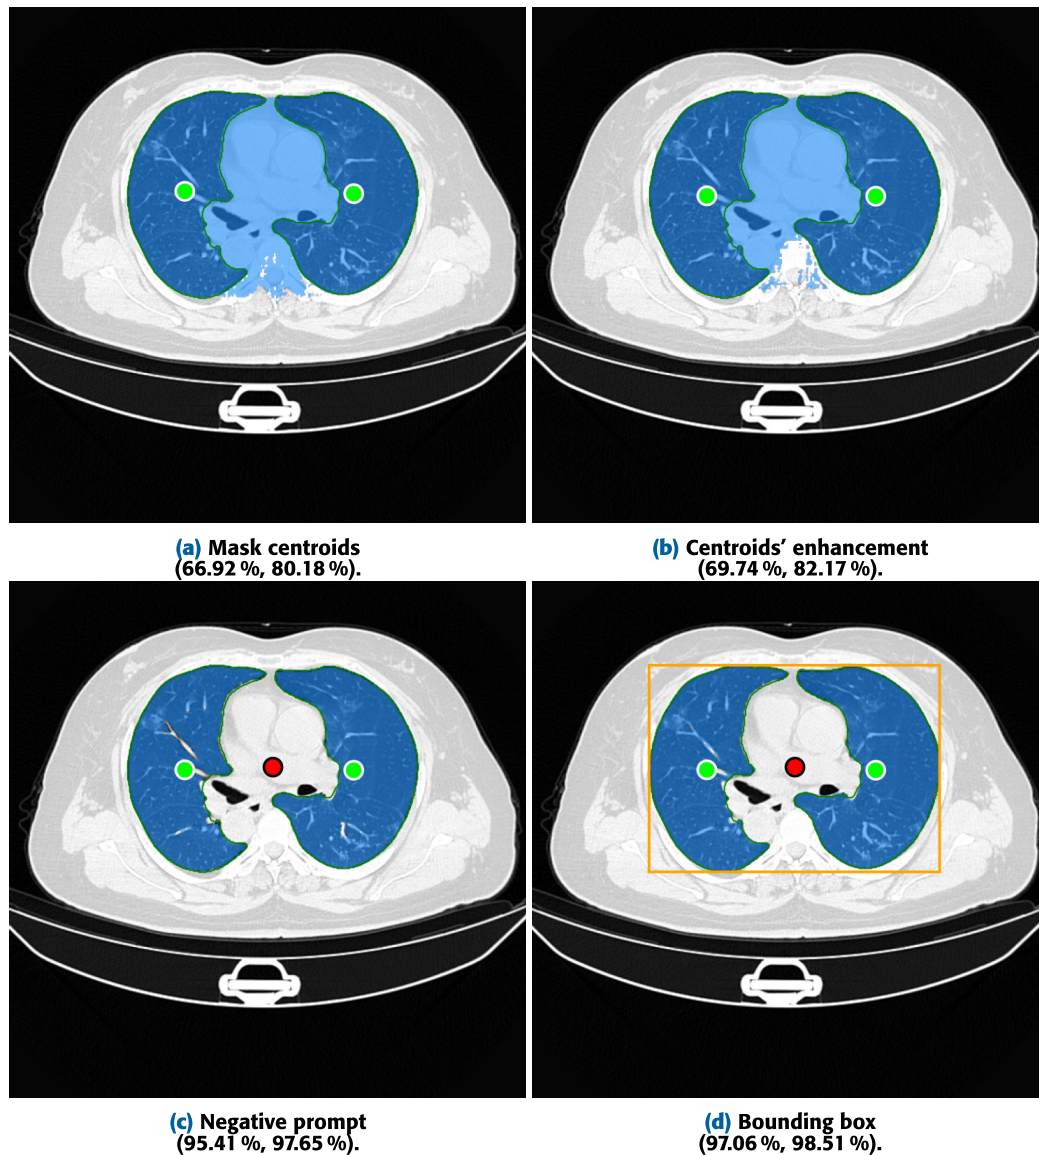 (a) Mask centroids
(66.92 %, 80.18 %).
(b) Centroids’ enhancement
(69.74 %, 82.17 %).
(c) Negative prompt
(95.41 %, 97.65 %).
(d) Bounding box
(97.06 %, 98.51 %).